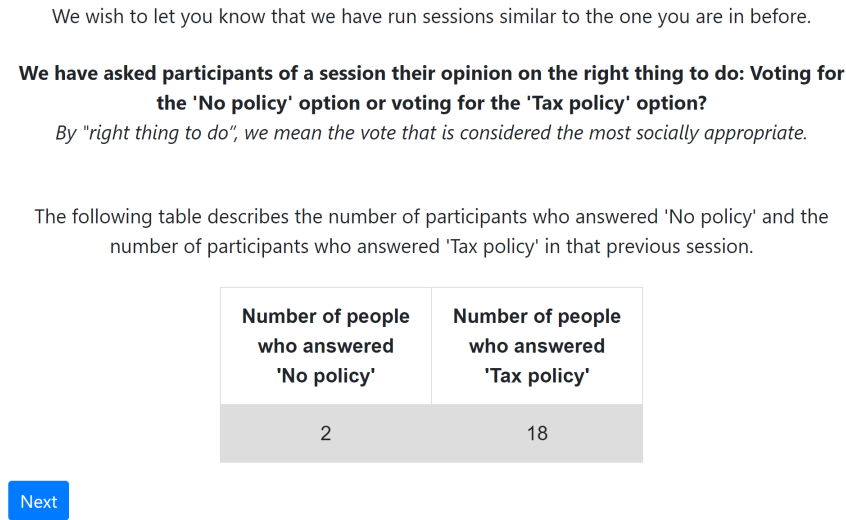 We wish to let you know that we have run sessions similar to the one you are in before.
We have asked participants of a session their opinion on the right thing to do: Voting for
the 'No policy' option or voting for the 'Tax policy' option?
By "right thing to do”, we mean the vote that is considered the most socially appropriate.
The following table describes the number of participants who answered 'No policy' and the
number of participants who answered 'Tax policy' in that previous session.
Number of people
who answered
'No policy'
Number of people
who answered
'Tax policy'
2
18
Next